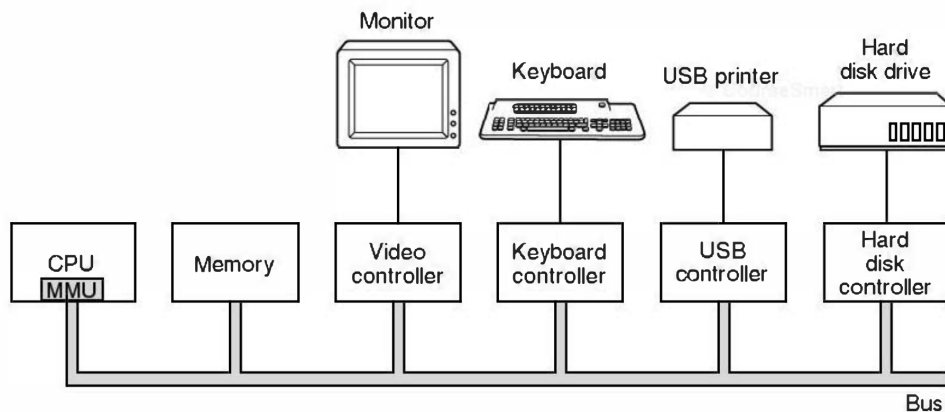 Monitor
Keyboard
USB printer
Hard
disk drive
CPU
MMU
Memory
Video
controller
Keyboard
controller
USB
controller
Hard
disk
controller
Bus